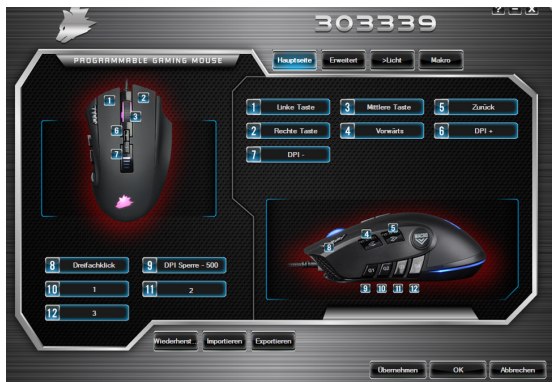 ? - X
303339
PROGRAMMABLE GAMING MOUSE
Hauptseite Erweitert >Licht Makro
1 Linke Taste 3 Mittlere Taste 5 Zurück
2 Rechte Taste 4 Vorwärts 6 DPI +
7 DPI -
1 2
3
6
7
8 Dreifachklick 9 DPI Sperre - 500
10 1 11 2
12 3
4 5
8
G1 G2
9 10 11 12
Wiederherst... Importieren Exportieren
Übernehmen OK Abbrechen